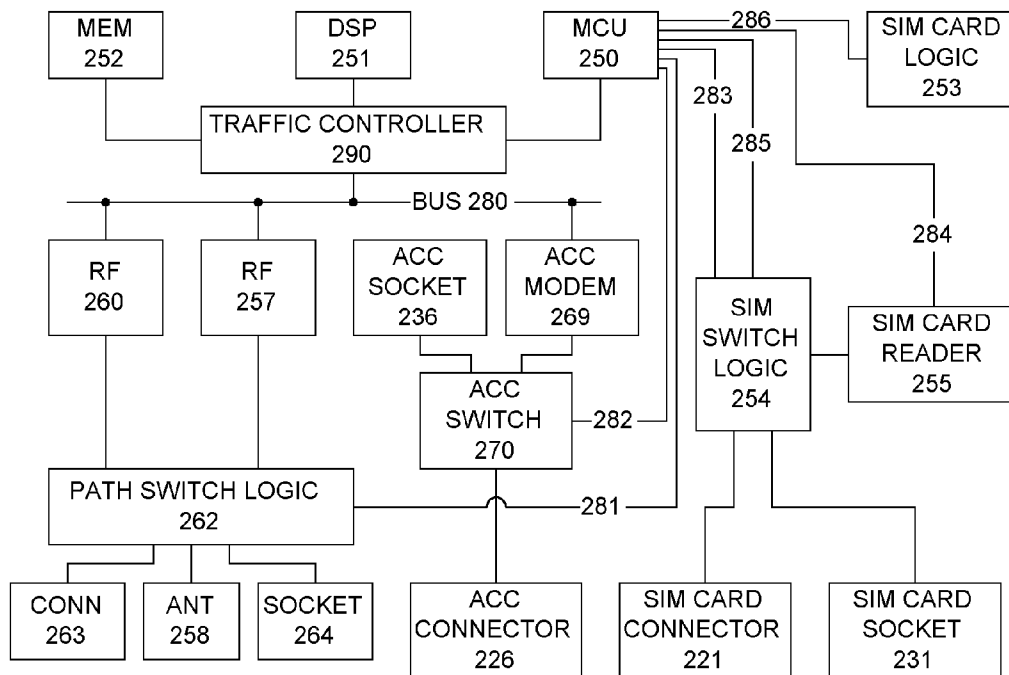 MEM
252
DSP
251
MCU
250
286
SIM CARD
LOGIC
253
283
285
TRAFFIC CONTROLLER
290
BUS 280
284
RF
260
RF
257
ACC
SOCKET
236
ACC
MODEM
269
SIM
SWITCH
LOGIC
254
SIM CARD
READER
255
ACC
SWITCH
270
282
PATH SWITCH LOGIC
262
281
CONN
263
ANT
258
SOCKET
264
ACC
CONNECTOR
226
SIM CARD
CONNECTOR
221
SIM CARD
SOCKET
231